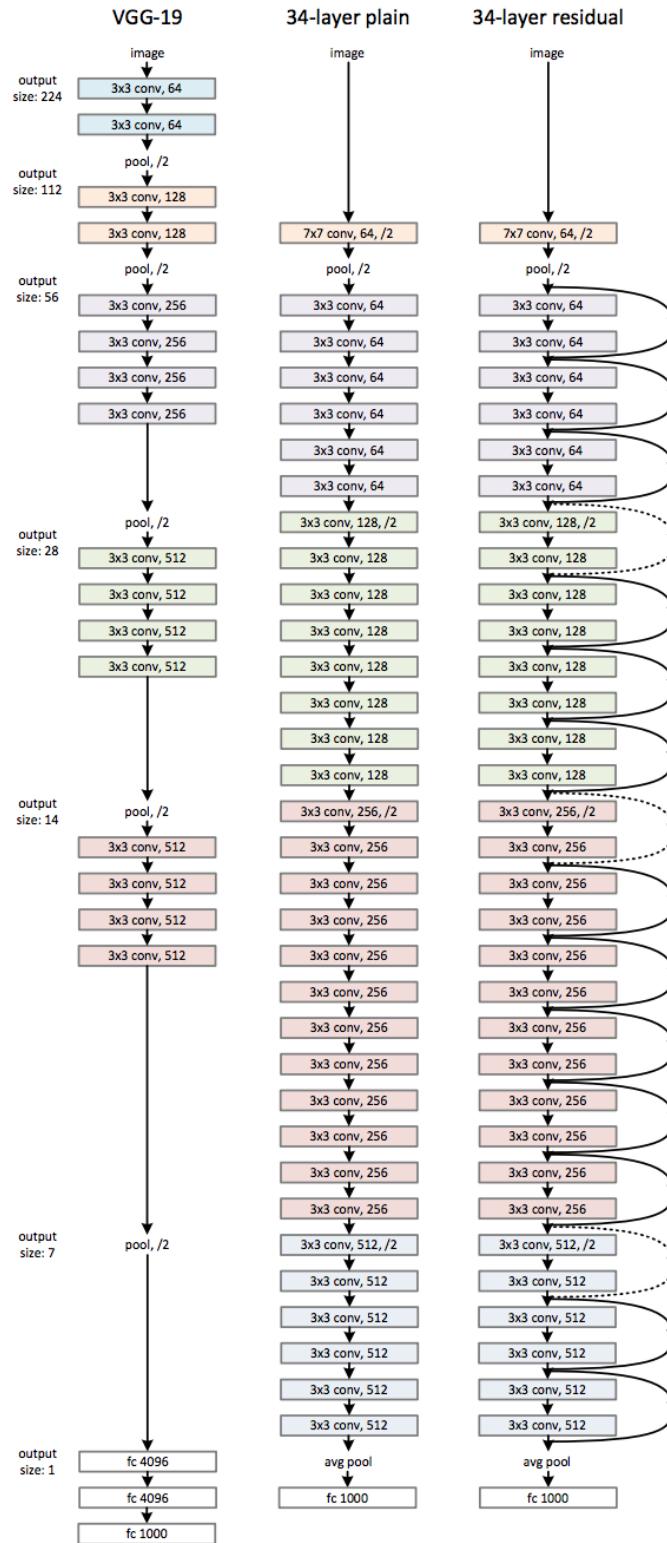 output
size: 224
output
size: 112
output
size: 56
output
size: 28
output
size: 14
output
size: 7
output
size: 1
VGG-19
image
3x3 conv, 64
3x3 conv, 64
pool, /2
3x3 conv, 128
3x3 conv, 128
pool, /2
3x3 conv, 256
3x3 conv, 256
3x3 conv, 256
3x3 conv, 256
pool, /2
3x3 conv, 512
3x3 conv, 512
3x3 conv, 512
3x3 conv, 512
pool, /2
3x3 conv, 512
3x3 conv, 512
3x3 conv, 512
3x3 conv, 512
pool, /2
fc 4096
fc 4096
fc 1000
34-layer plain
image
7x7 conv, 64, /2
pool, /2
3x3 conv, 64
3x3 conv, 64
3x3 conv, 64
3x3 conv, 64
3x3 conv, 64
3x3 conv, 64
3x3 conv, 128, /2
3x3 conv, 128
3x3 conv, 128
3x3 conv, 128
3x3 conv, 128
3x3 conv, 128
3x3 conv, 128
3x3 conv, 128
3x3 conv, 256, /2
3x3 conv, 256
3x3 conv, 256
3x3 conv, 256
3x3 conv, 256
3x3 conv, 256
3x3 conv, 256
3x3 conv, 256
3x3 conv, 256
3x3 conv, 256
3x3 conv, 256
3x3 conv, 256
3x3 conv, 512, /2
3x3 conv, 512
3x3 conv, 512
3x3 conv, 512
3x3 conv, 512
3x3 conv, 512
avg pool
fc 1000
34-layer residual
image
7x7 conv, 64, /2
pool, /2
3x3 conv, 64
3x3 conv, 64
3x3 conv, 64
3x3 conv, 64
3x3 conv, 64
3x3 conv, 64
3x3 conv, 128, /2
3x3 conv, 128
3x3 conv, 128
3x3 conv, 128
3x3 conv, 128
3x3 conv, 128
3x3 conv, 128
3x3 conv, 128
3x3 conv, 256, /2
3x3 conv, 256
3x3 conv, 256
3x3 conv, 256
3x3 conv, 256
3x3 conv, 256
3x3 conv, 256
3x3 conv, 256
3x3 conv, 256
3x3 conv, 256
3x3 conv, 256
3x3 conv, 256
3x3 conv, 512, /2
3x3 conv, 512
3x3 conv, 512
3x3 conv, 512
3x3 conv, 512
3x3 conv, 512
avg pool
fc 1000